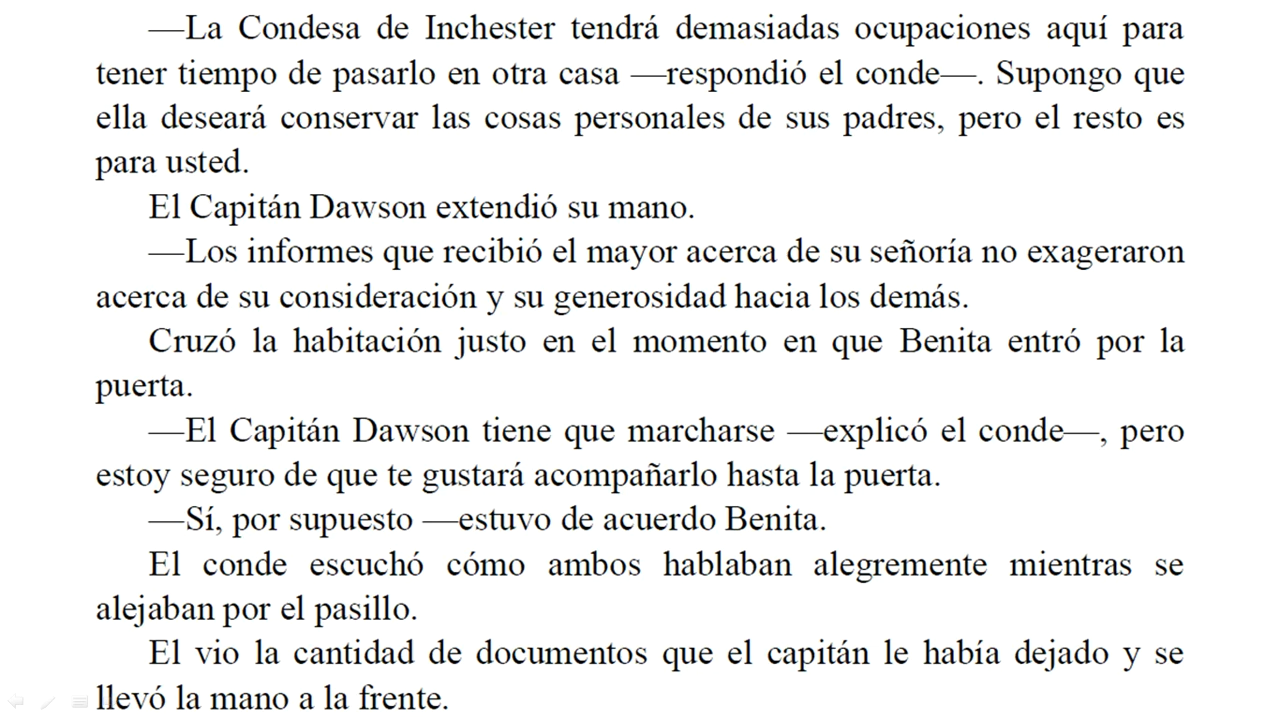 —La Condesa de Inchester tendrá demasiadas ocupaciones aquí para
tener tiempo de pasarlo en otra casa —respondió el conde—. Supongo que
ella deseará conservar las cosas personales de sus padres, pero el resto es
para usted.
El Capitán Dawson extendió su mano.
—Los informes que recibió el mayor acerca de su señoría no exageraron
acerca de su consideración y su generosidad hacia los demás.
Cruzó la habitación justo en el momento en que Benita entró por la
puerta.
—El Capitán Dawson tiene que marcharse —explicó el conde—, pero
estoy seguro de que te gustará acompañarlo hasta la puerta.
—Sí, por supuesto —estuvo de acuerdo Benita.
El conde escuchó cómo ambos hablaban alegremente mientras se
alejaban por el pasillo.
El vio la cantidad de documentos que el capitán le había dejado y se
llevó la mano a la frente.